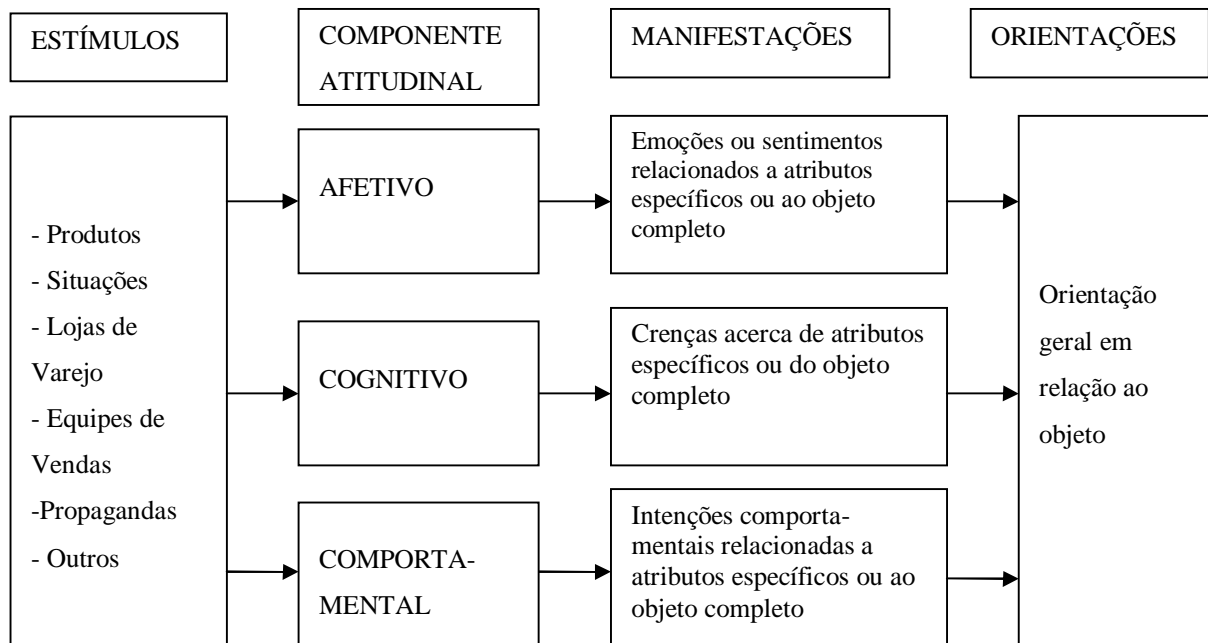 ESTÍMULOS
COMPONENTE
ATITUDINAL
MANIFESTAÇÕES
ORIENTAÇÕES
- Produtos
- Situações
- Lojas de
Varejo
- Equipes de
Vendas
-Propagandas
- Outros
AFETIVO
Emoções ou sentimentos
relacionados a atributos
específicos ou ao objeto
completo
COGNITIVO
Crenças acerca de atributos
específicos ou do objeto
completo
COMPORTA-
MENTAL
Intenções comporta-
mentais relacionadas a
atributos específicos ou ao
objeto completo
Orientação
geral em
relação ao
objeto